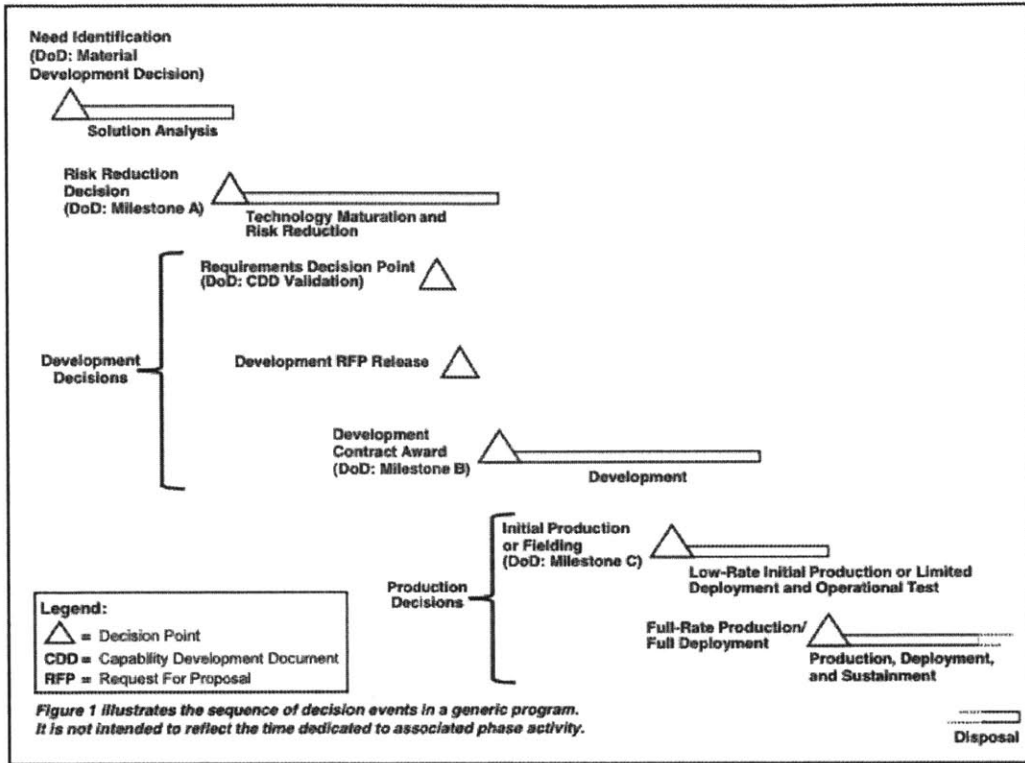 Need Identification
(DoD: Material
Development Decision)
Solution Analysis
Risk Reduction
Decision
(DoD: Milestone A)
Technology Maturation and
Risk Reduction
Requirements Decision Point
(DoD: CDD Validation)
Development
Decisions
Development RFP Release
Development
Contract Award
(DoD: Milestone B)
Development
Initial Production
or Fielding
(DoD: Milestone C)
Low-Rate Initial Production or Limited
Deployment and Operational Test
Production
Decisions
Full-Rate Production/
Full Deployment
Production, Deployment,
and Sustainment
Legend:
= Decision Point
CDD = Capability Development Document
RFP = Request For Proposal
Figure 1 illustrates the sequence of decision events in a generic program.
It is not intended to reflect the time dedicated to associated phase activity.
Disposal